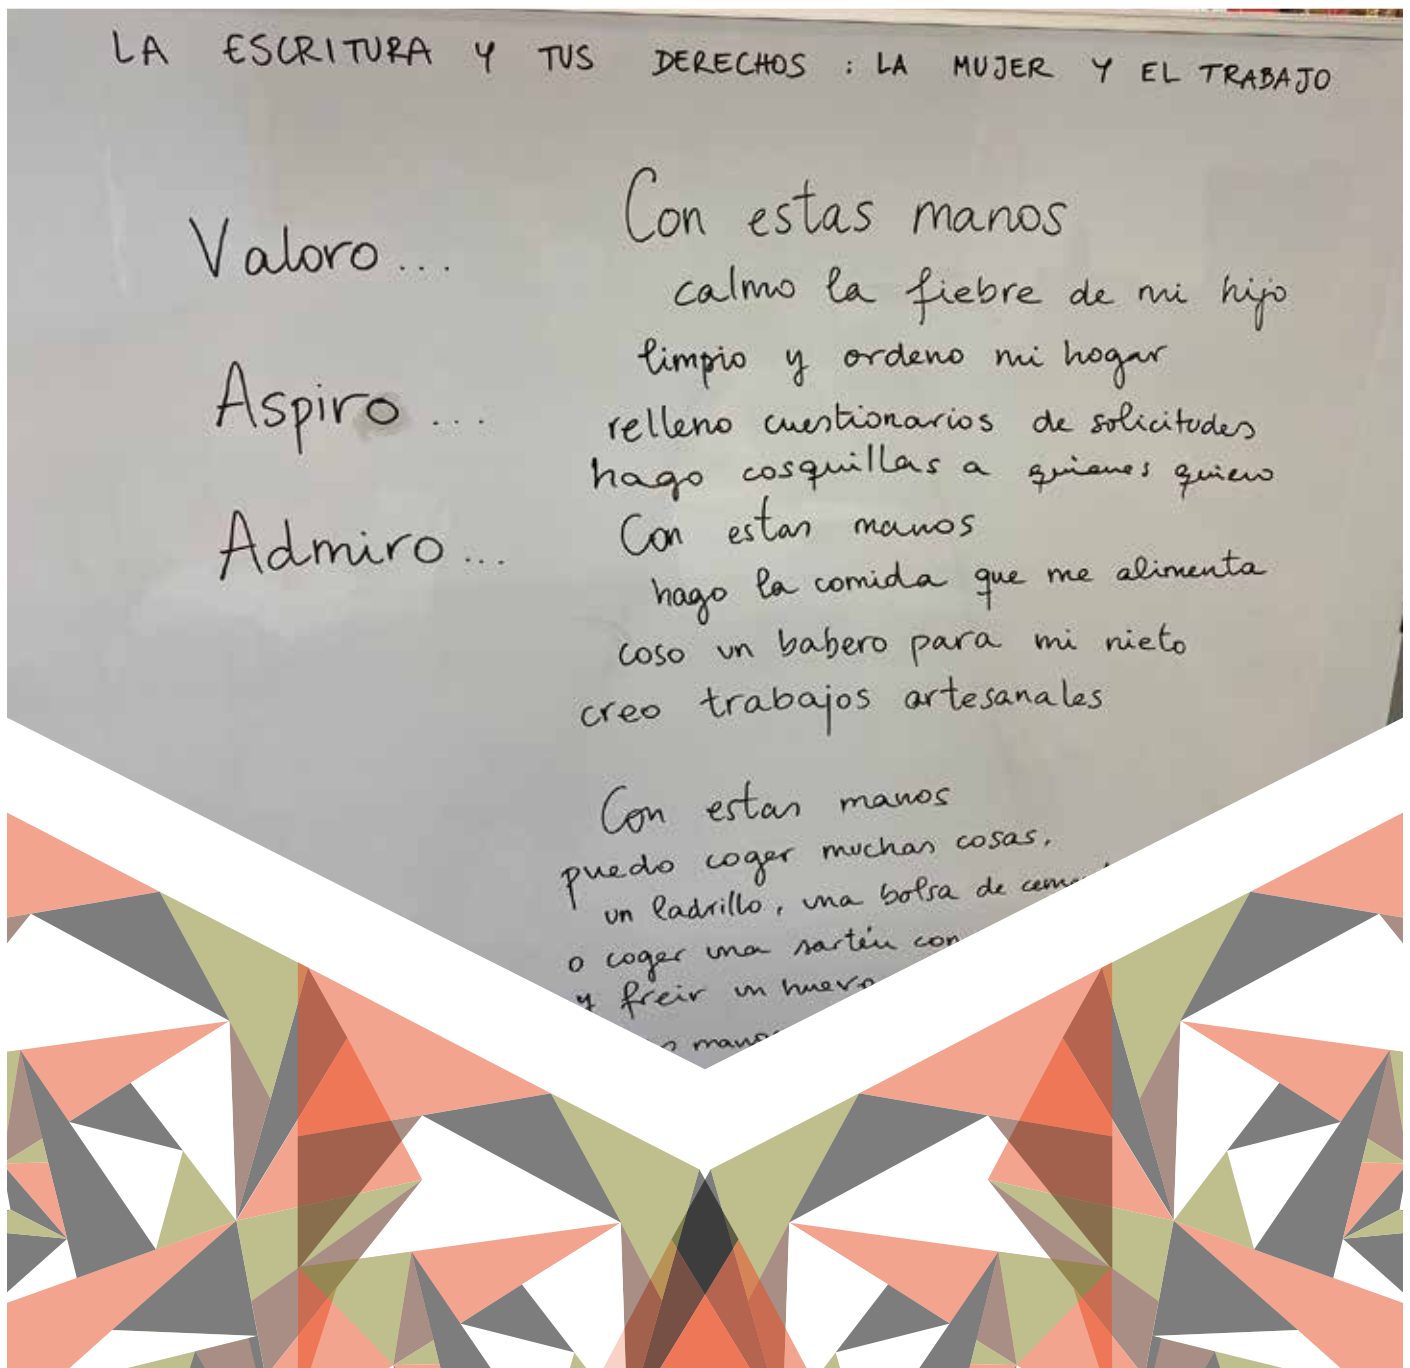 LA ESCRITURA Y TUS DERECHOS : LA MUJER Y EL TRABAJO
Valoro...
Aspiro...
Admiro...
Con estas manos
calmo la fiebre de mi hijo
limpio y ordeno mi hogar
relleno cuestionarios de solicitudes
hago cosquillas a quienes quiero
Con estas manos
hago la comida que me alimenta
coso un babero para mi nieto
creo trabajos artesanales
Con estas manos
puedo coger muchas cosas,
un ladrillo, una bolsa de
o coger una sartén con
y freir un huevo